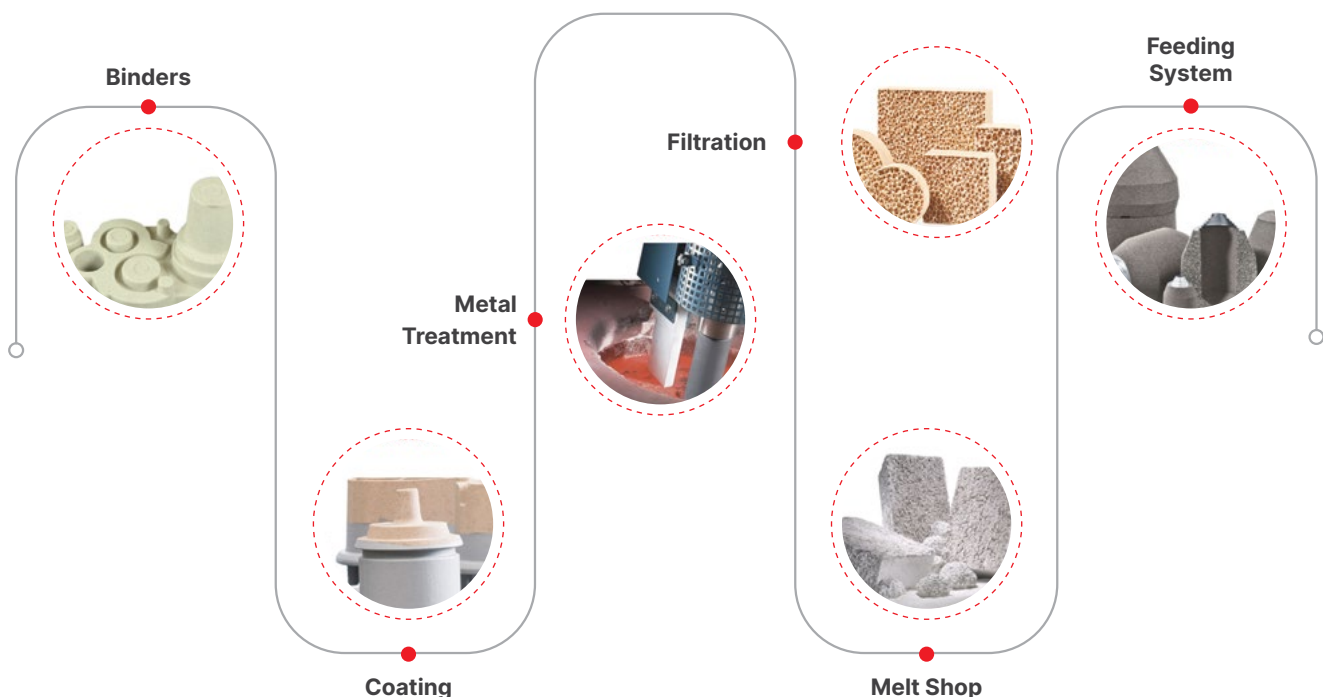 Binders
Coating
Metal
Treatment
Filtration
Melt Shop
Feeding
System